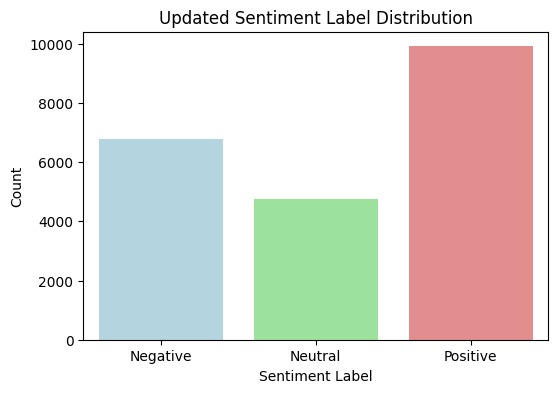 Updated Sentiment Label Distribution
10000
8000
6000
4000
2000
0
Count
Negative
Neutral
Positive
Sentiment Label